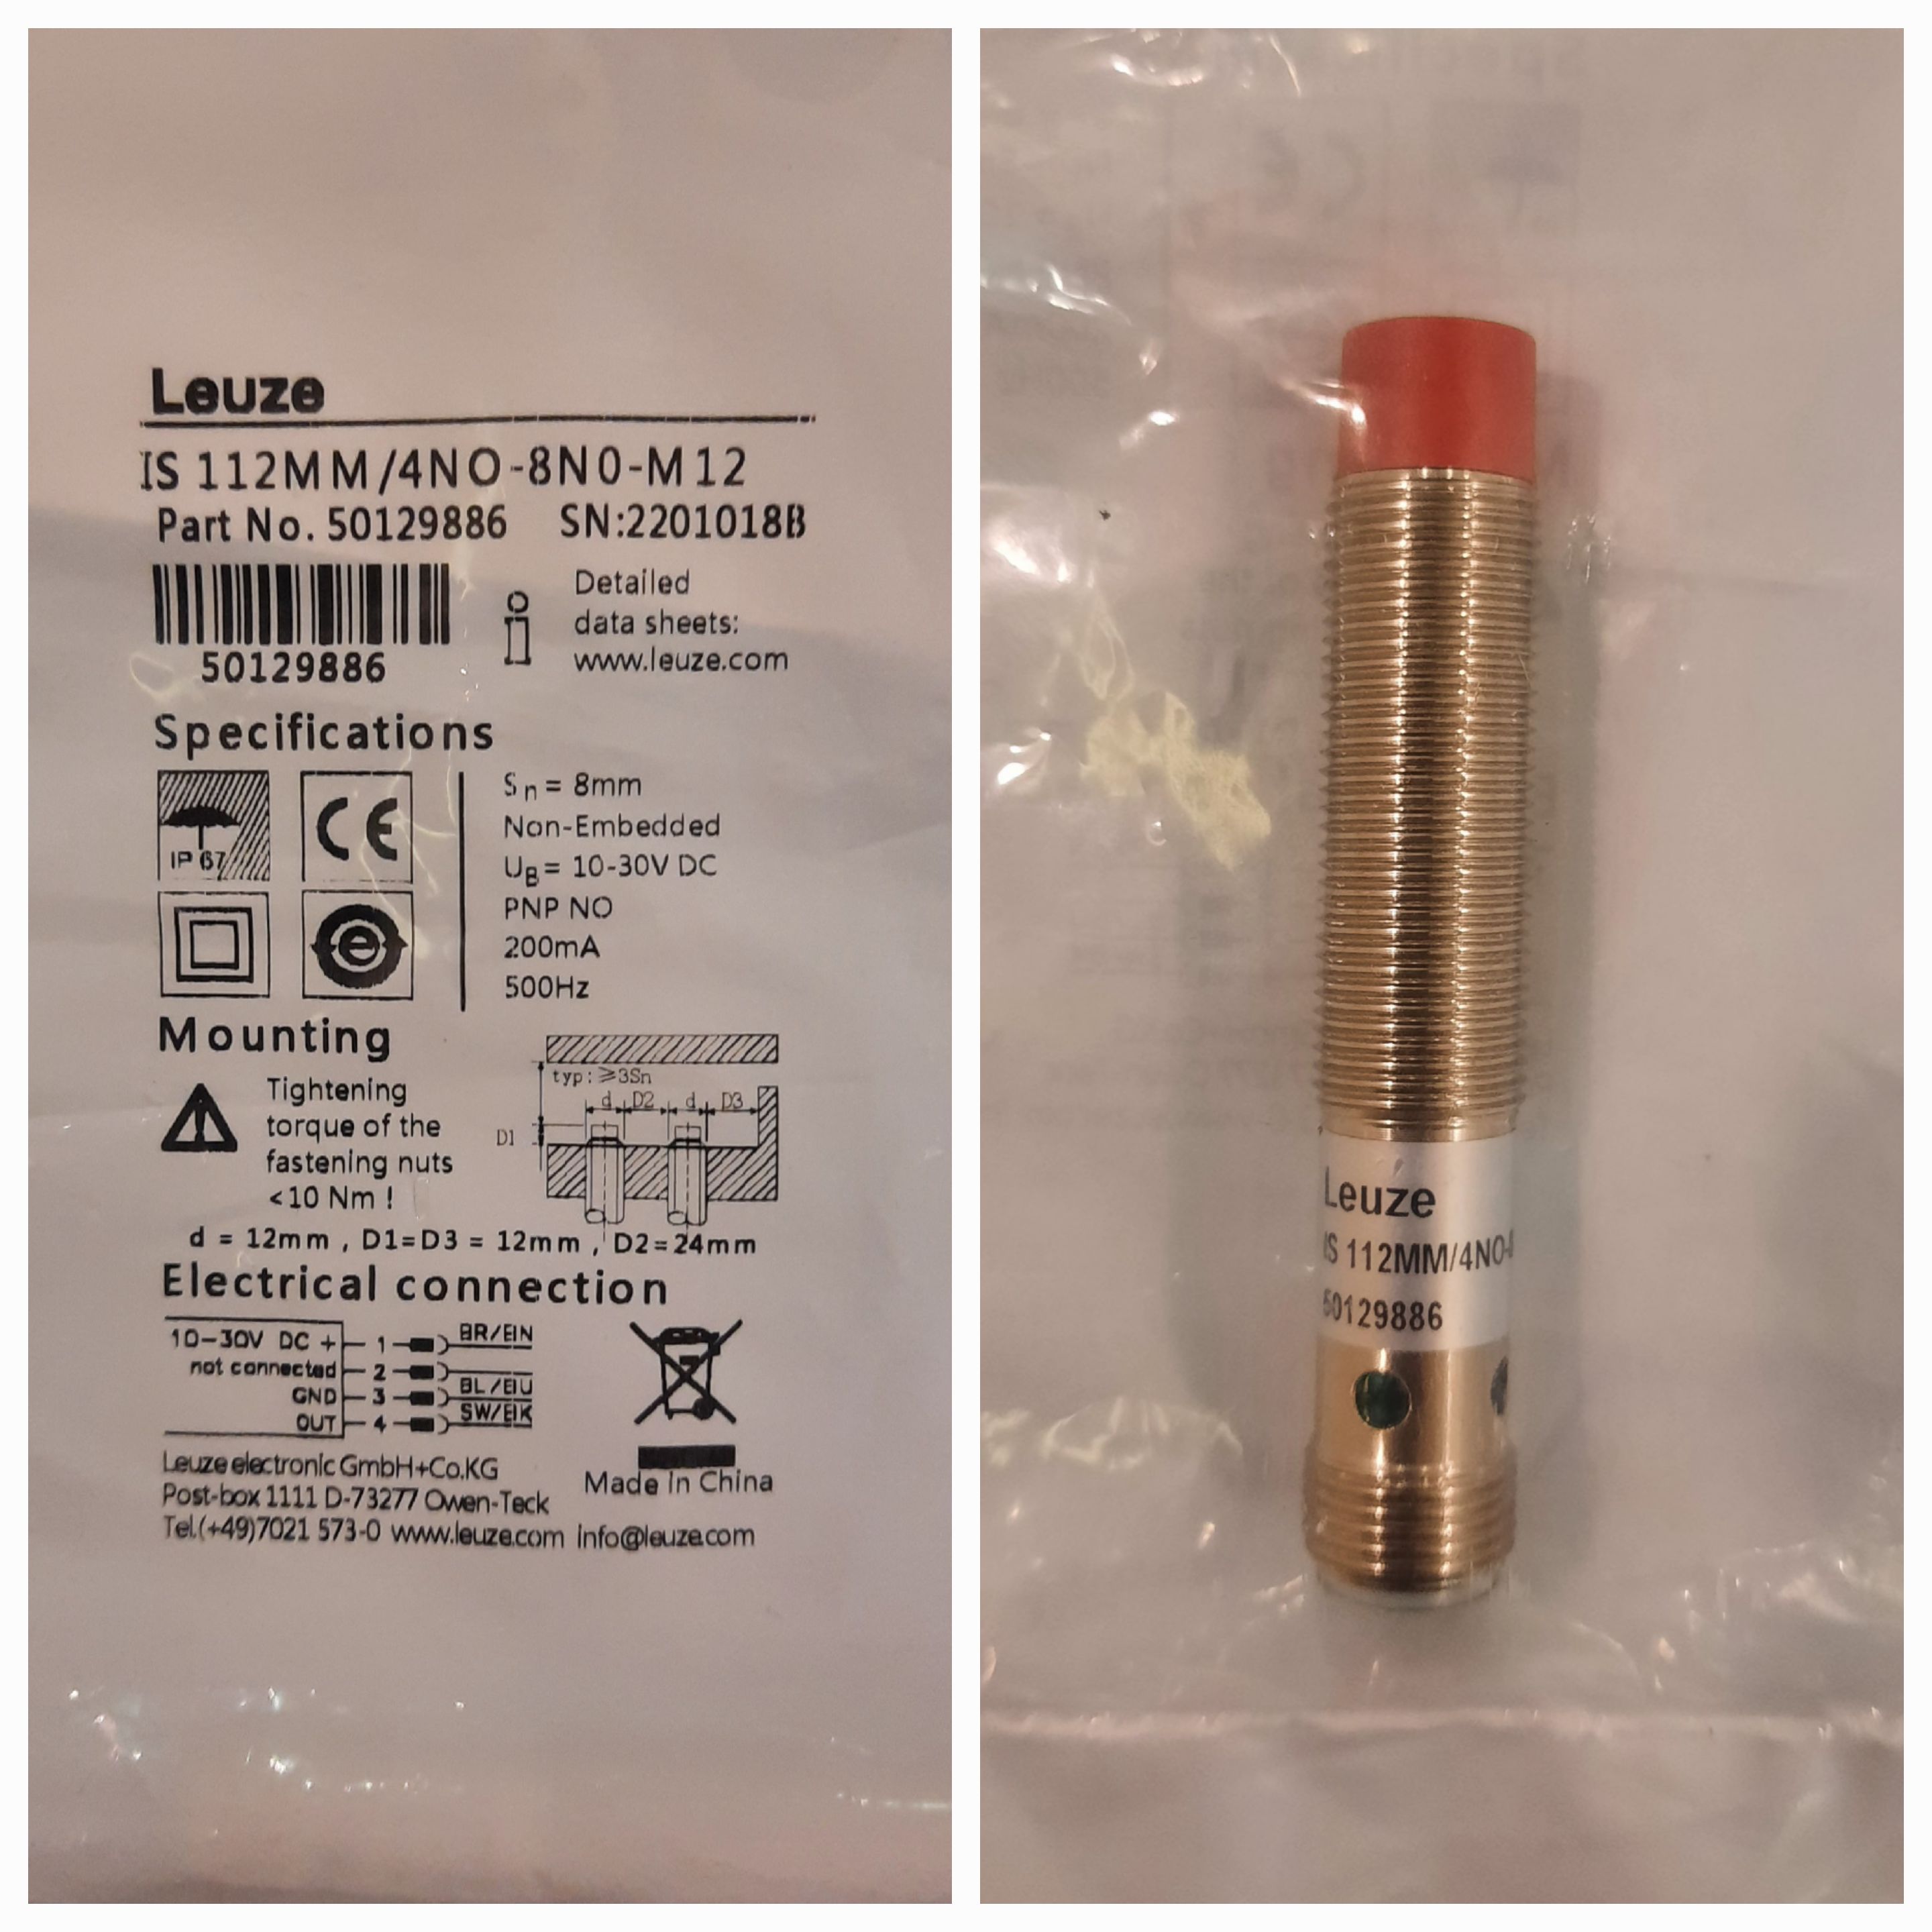 Leuze
IS 112MM/4NO-8N0-M12
Part No. 50129886 SN:2201018B
50129886
Detailed
data sheets:
www.leuze.com
Specifications
IP 67
CE
e
Sn = 8mm
Non-Embedded
UB = 10-30V DC
PNP NO
200mA
500Hz
Mounting
Tightening
torque of the
fastening nuts
<10 Nm !
typ: ≥3Sn
d D2 d D3
D1
d = 12mm , D1=D3 = 12mm , D2=24mm
Electrical connection
10-30V DC + 1 BR/EIN
not connected 2
GND 3 BL/EIU
OUT 4 SW/EIK
Leuze electronic GmbH+Co.KG
Post-box 1111 D-73277 Owen-Teck
Tel.(+49)7021 573-0 www.leuze.com info@leuze.com
Made in China
Leuze
IS 112MM/4NO-
50129886